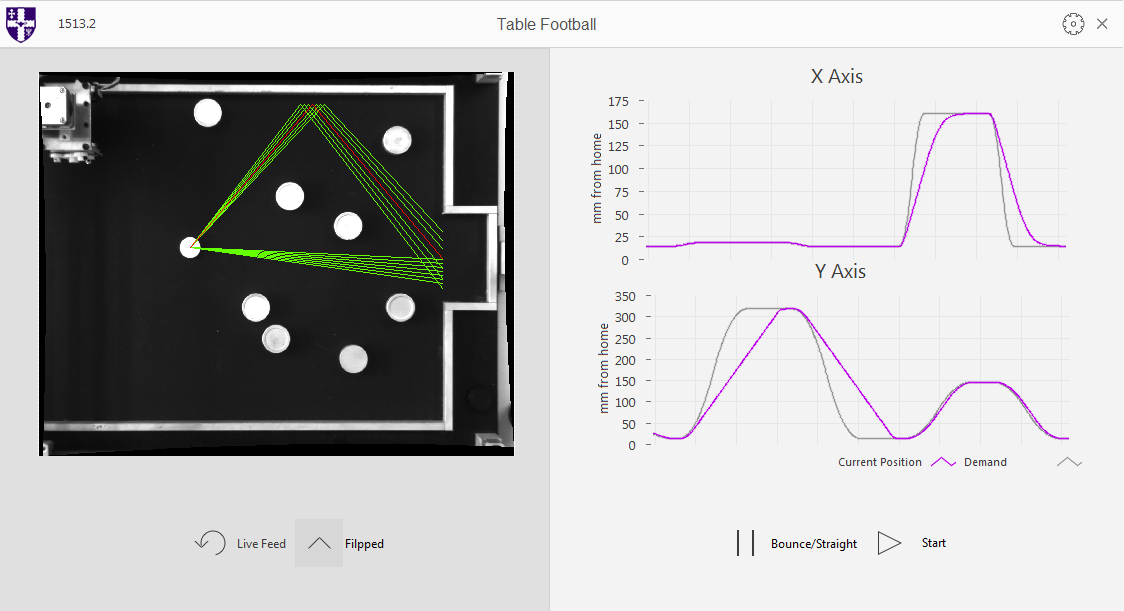 1513.2
Table Football
X Axis
175
150
125
100
75
50
25
0
mm from home
Y Axis
350
300
250
200
150
100
50
0
mm from home
Current Position Demand
Live Feed Filpped
Bounce/Straight Start